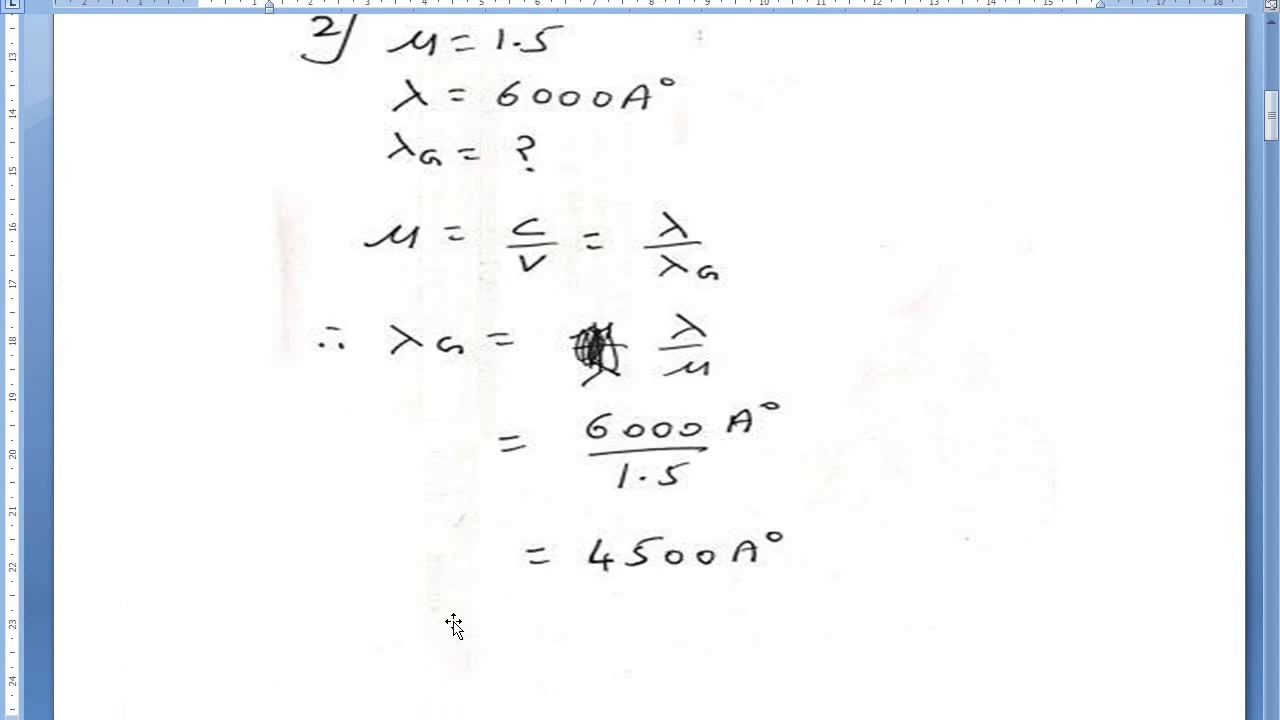 2) μ = 1.5
λ = 6000 A°
λG = ?
μ = c/v = λ/λG
∴ λG = λ/μ
= 6000 A°/1.5
= 4500 A°